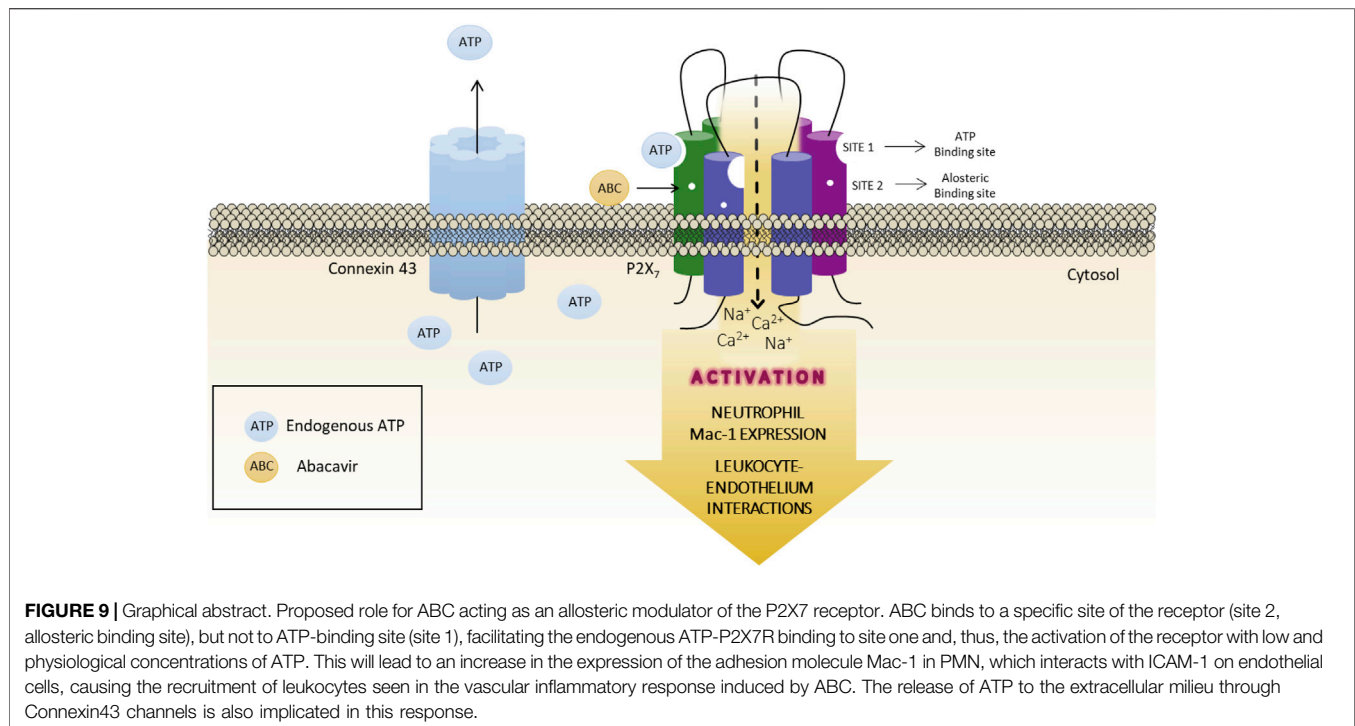 ATP
ATP
ABC
SITE 1
ATP
Binding site
SITE 2
Alosteric
Binding site
Connexin 43
P2X7
Cytosol
ATP
ATP
ATP
Na+
Ca2+
Ca2+
Na+
ACTIVATION
NEUTROPHIL
Mac-1 EXPRESSION
LEUKOCYTE-
ENDOTHELIUM
INTERACTIONS
ATP Endogenous ATP
ABC Abacavir
FIGURE 9 | Graphical abstract. Proposed role for ABC acting as an allosteric modulator of the P2X7 receptor. ABC binds to a specific site of the receptor (site 2,
allosteric binding site), but not to ATP-binding site (site 1), facilitating the endogenous ATP-P2X7R binding to site one and, thus, the activation of the receptor with low and
physiological concentrations of ATP. This will lead to an increase in the expression of the adhesion molecule Mac-1 in PMN, which interacts with ICAM-1 on endothelial
cells, causing the recruitment of leukocytes seen in the vascular inflammatory response induced by ABC. The release of ATP to the extracellular milieu through
Connexin43 channels is also implicated in this response.